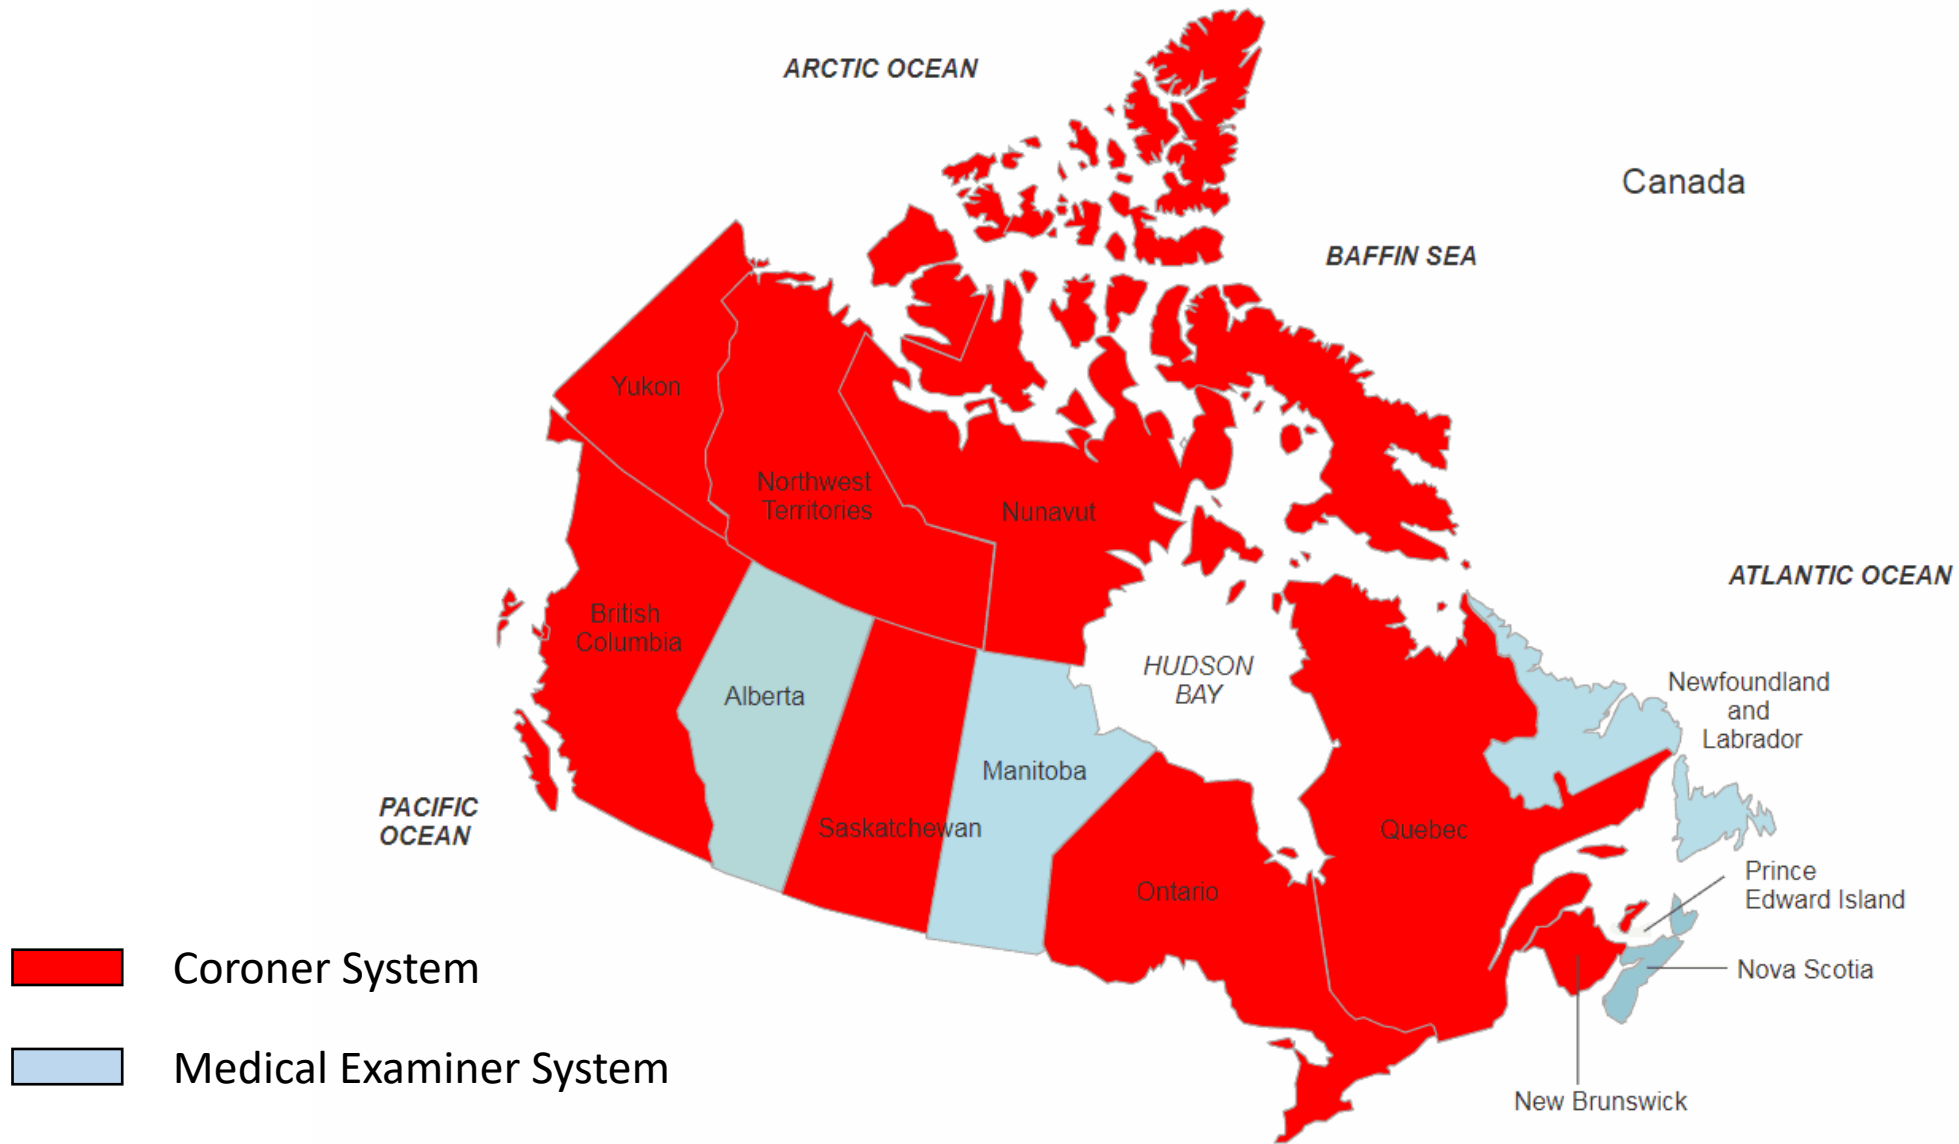 ARCTIC OCEAN
Canada
BAFFIN SEA
Yukon
Northwest
Territories
Nunavut
ATLANTIC OCEAN
British
Columbia
HUDSON
BAY
Alberta
Newfoundland
and
Labrador
Manitoba
PACIFIC
OCEAN
Saskatchewan
Quebec
Prince
Edward Island
Ontario
Nova Scotia
Coroner System
Medical Examiner System
New Brunswick